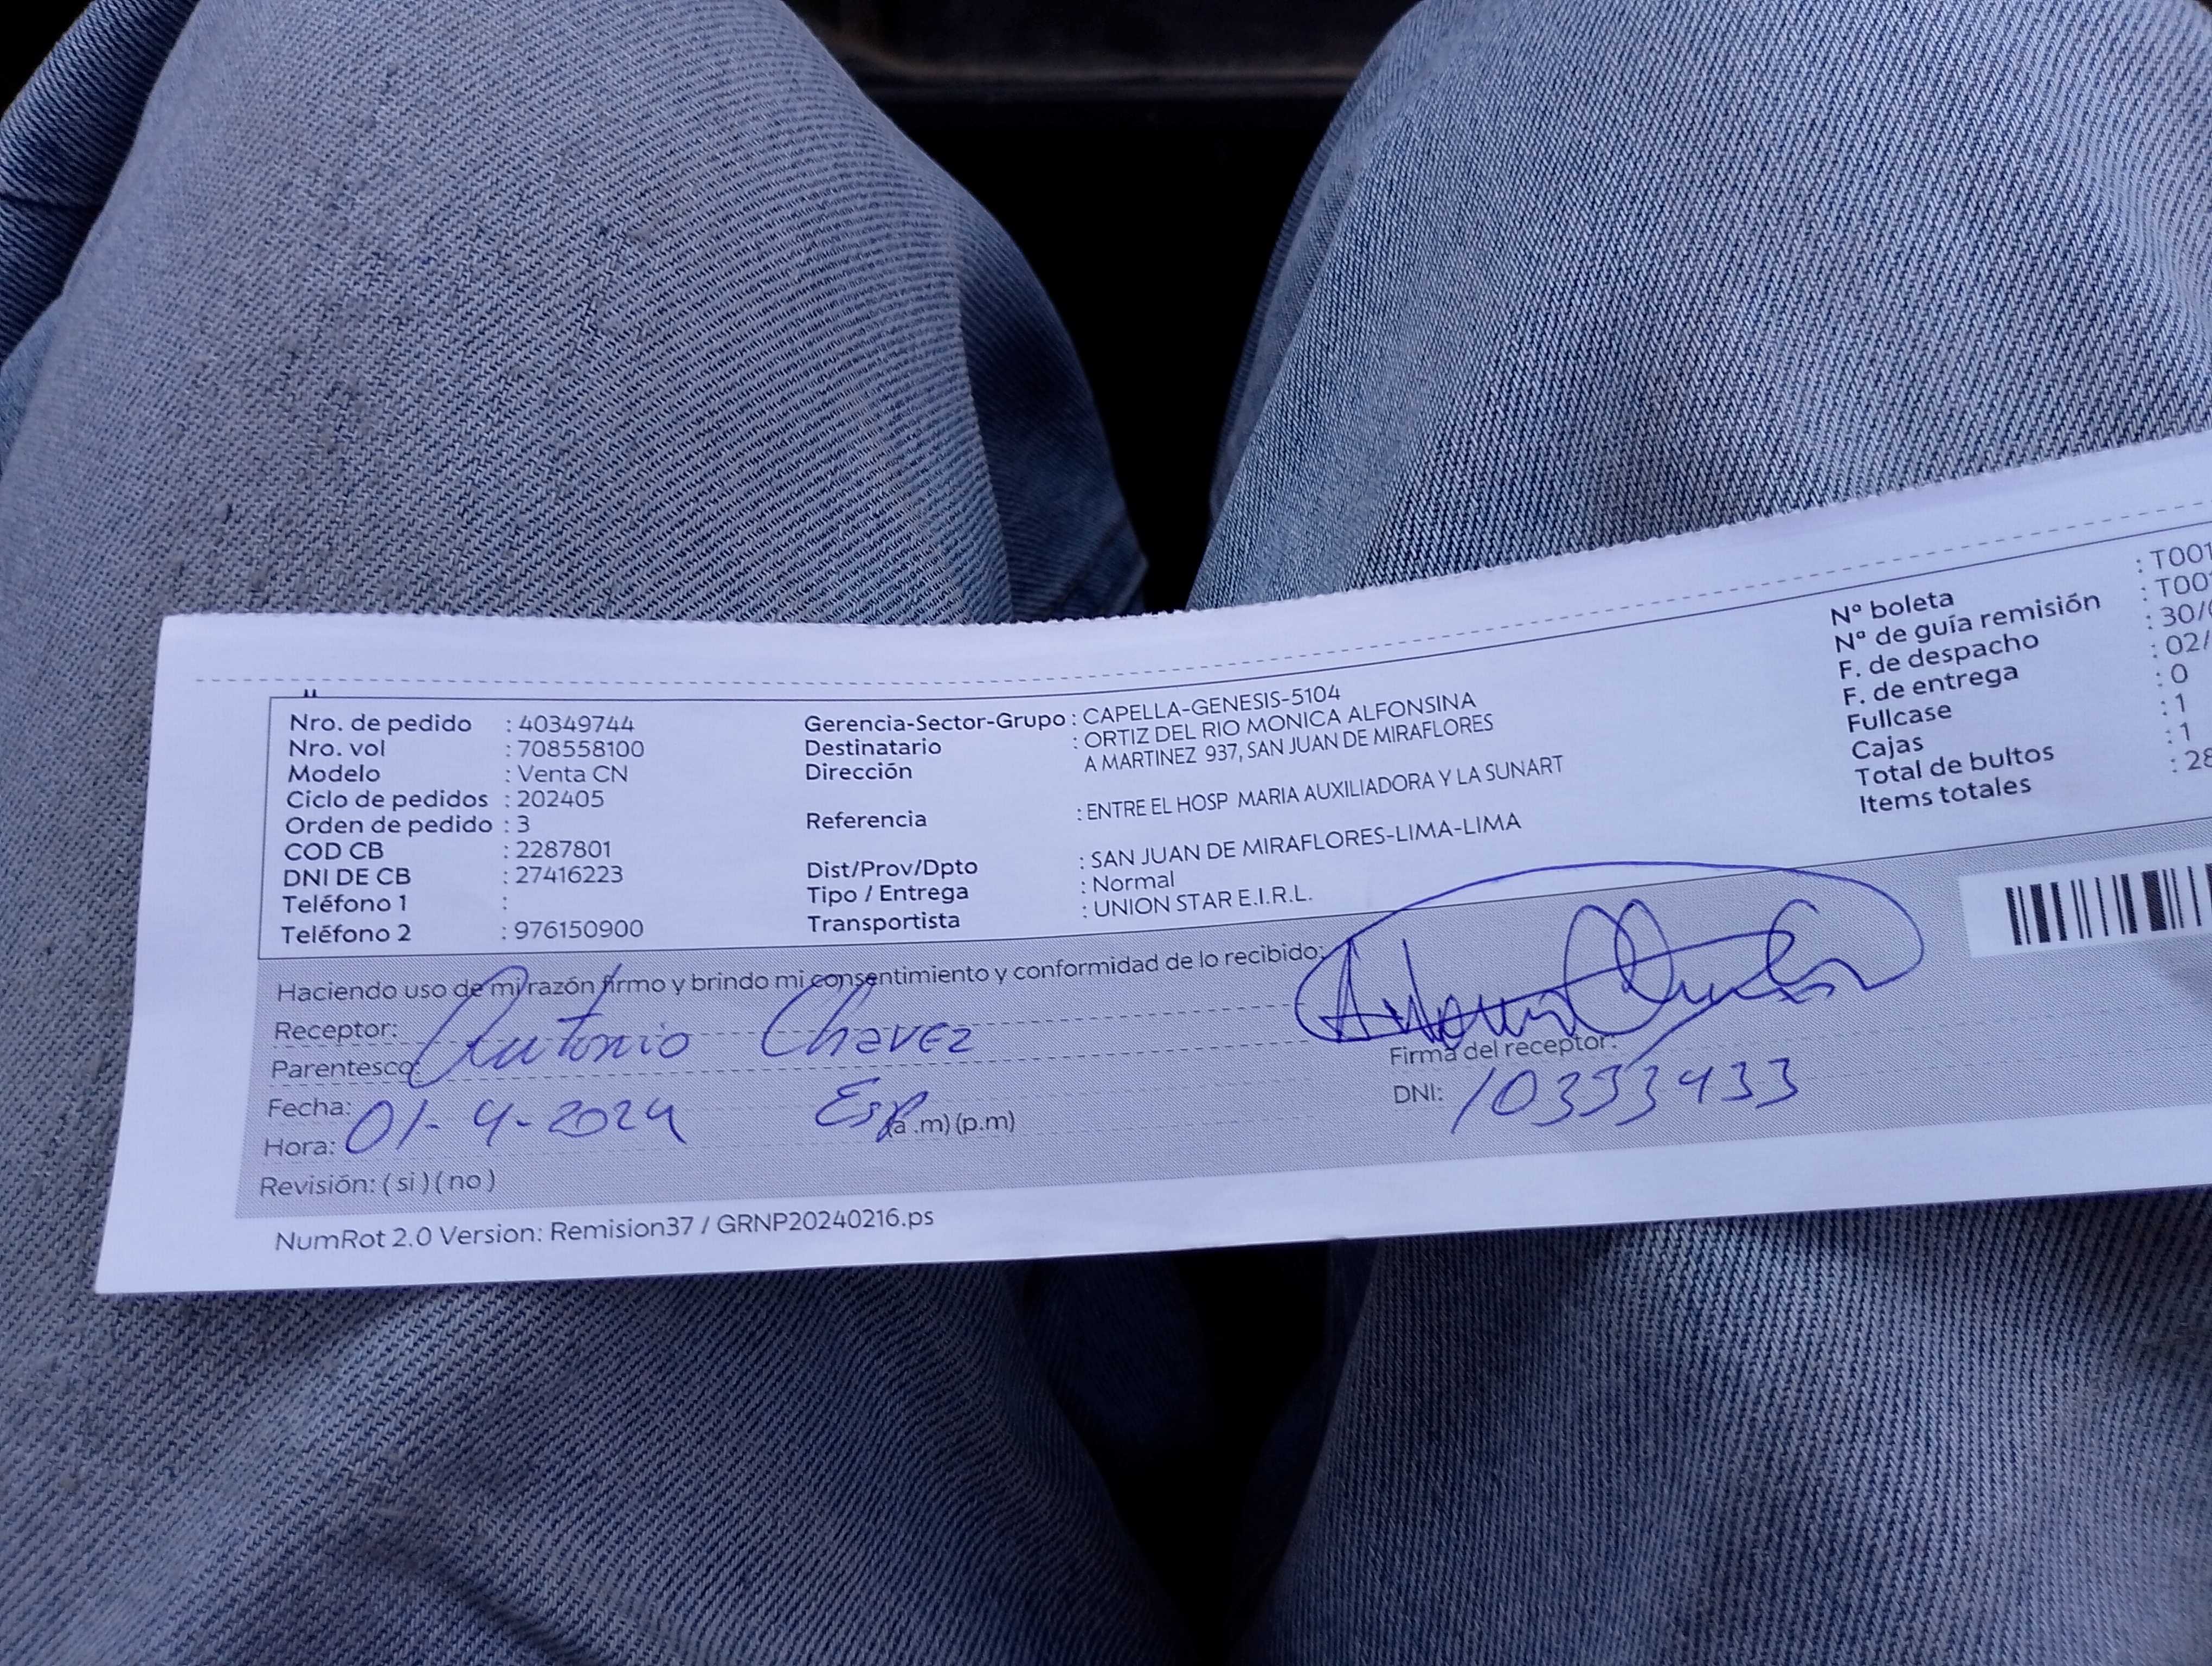 Nro. de pedido : 40349744
Nro. vol : 708558100
Modelo : Venta CN
Ciclo de pedidos : 202405
Orden de pedido : 3
COD CB : 2287801
DNI DE CB : 27416223
Teléfono 1 :
Teléfono 2 : 976150900
Gerencia-Sector-Grupo : CAPELLA-GENESIS-5104
Destinatario : ORTIZ DEL RIO MONICA ALFONSINA
Dirección A MARTINEZ 937, SAN JUAN DE MIRAFLORES
Referencia : ENTRE EL HOSP MARIA AUXILIADORA Y LA SUNART
Dist/Prov/Dpto : SAN JUAN DE MIRAFLORES-LIMA-LIMA
Tipo / Entrega : Normal
Transportista : UNION STAR E.I.R.L.
Nº boleta : T001
Nº de guía remisión : T00
F. de despacho : 30/
F. de entrega : 02/
Fullcase : 0
Cajas : 1
Total de bultos : 1
Items totales : 28
Haciendo uso de mi razón firmo y brindo mi consentimiento y conformidad de lo recibido:
Receptor: Antonio Chavez
Parentesco:
Fecha: 01-4-2024 Esp
Hora: (a.m) (p.m)
Revisión: (si) (no)
Firma del receptor:
DNI: 10333433
NumRot 2.0 Version: Remision37 / GRNP20240216.ps